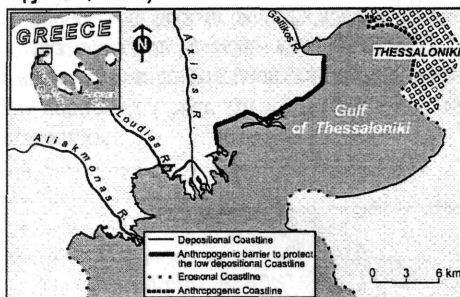 GREECE
N
Gallikos R.
THESSALONIKI
Axios R.
Loudias R.
Gulf
of Thessaloniki
Aliakmonas R.
Depositional Coastline
Anthropogenic barrier to protect
the low depositional Coastline
Erosional Coastline
Anthropogenic Coastline
0 3 6 km